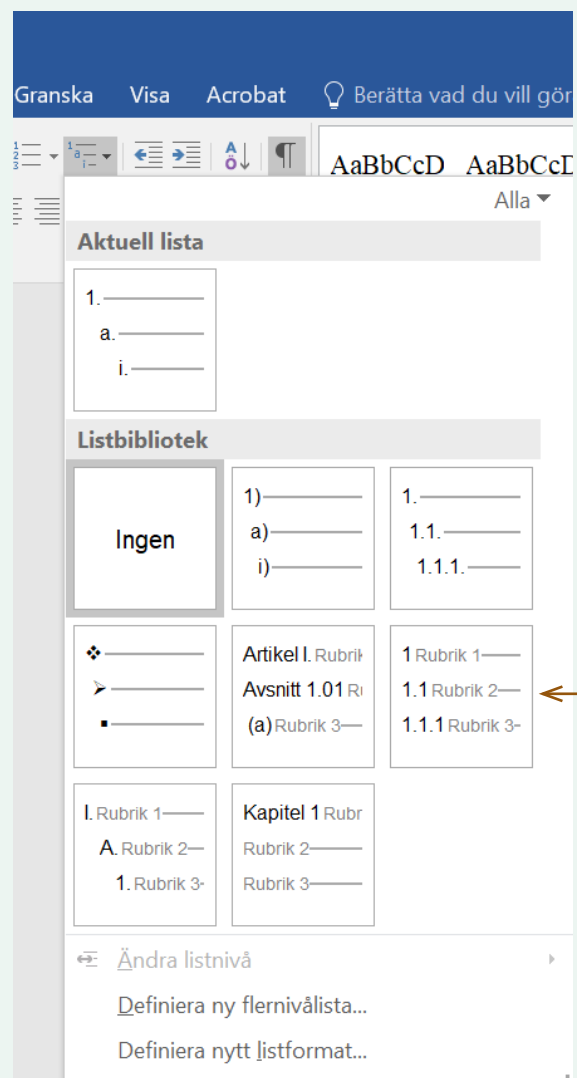 Granska Visa Acrobat Berätta vad du vill gör
AaBbCcD AaBbCcD
Alla
Aktuell lista
1.
a.
i.
Listbibliotek
Ingen
1)
a)
i)
1.
1.1.
1.1.1.
Artikel I. Rubrik
Avsnitt 1.01 Ru
(a) Rubrik 3
1 Rubrik 1
1.1 Rubrik 2
1.1.1 Rubrik 3
I. Rubrik 1
A. Rubrik 2
1. Rubrik 3
Kapitel 1 Rubr
Rubrik 2
Rubrik 3
Ändra listnivå
Definiera ny flernivålista...
Definiera nytt listformat...